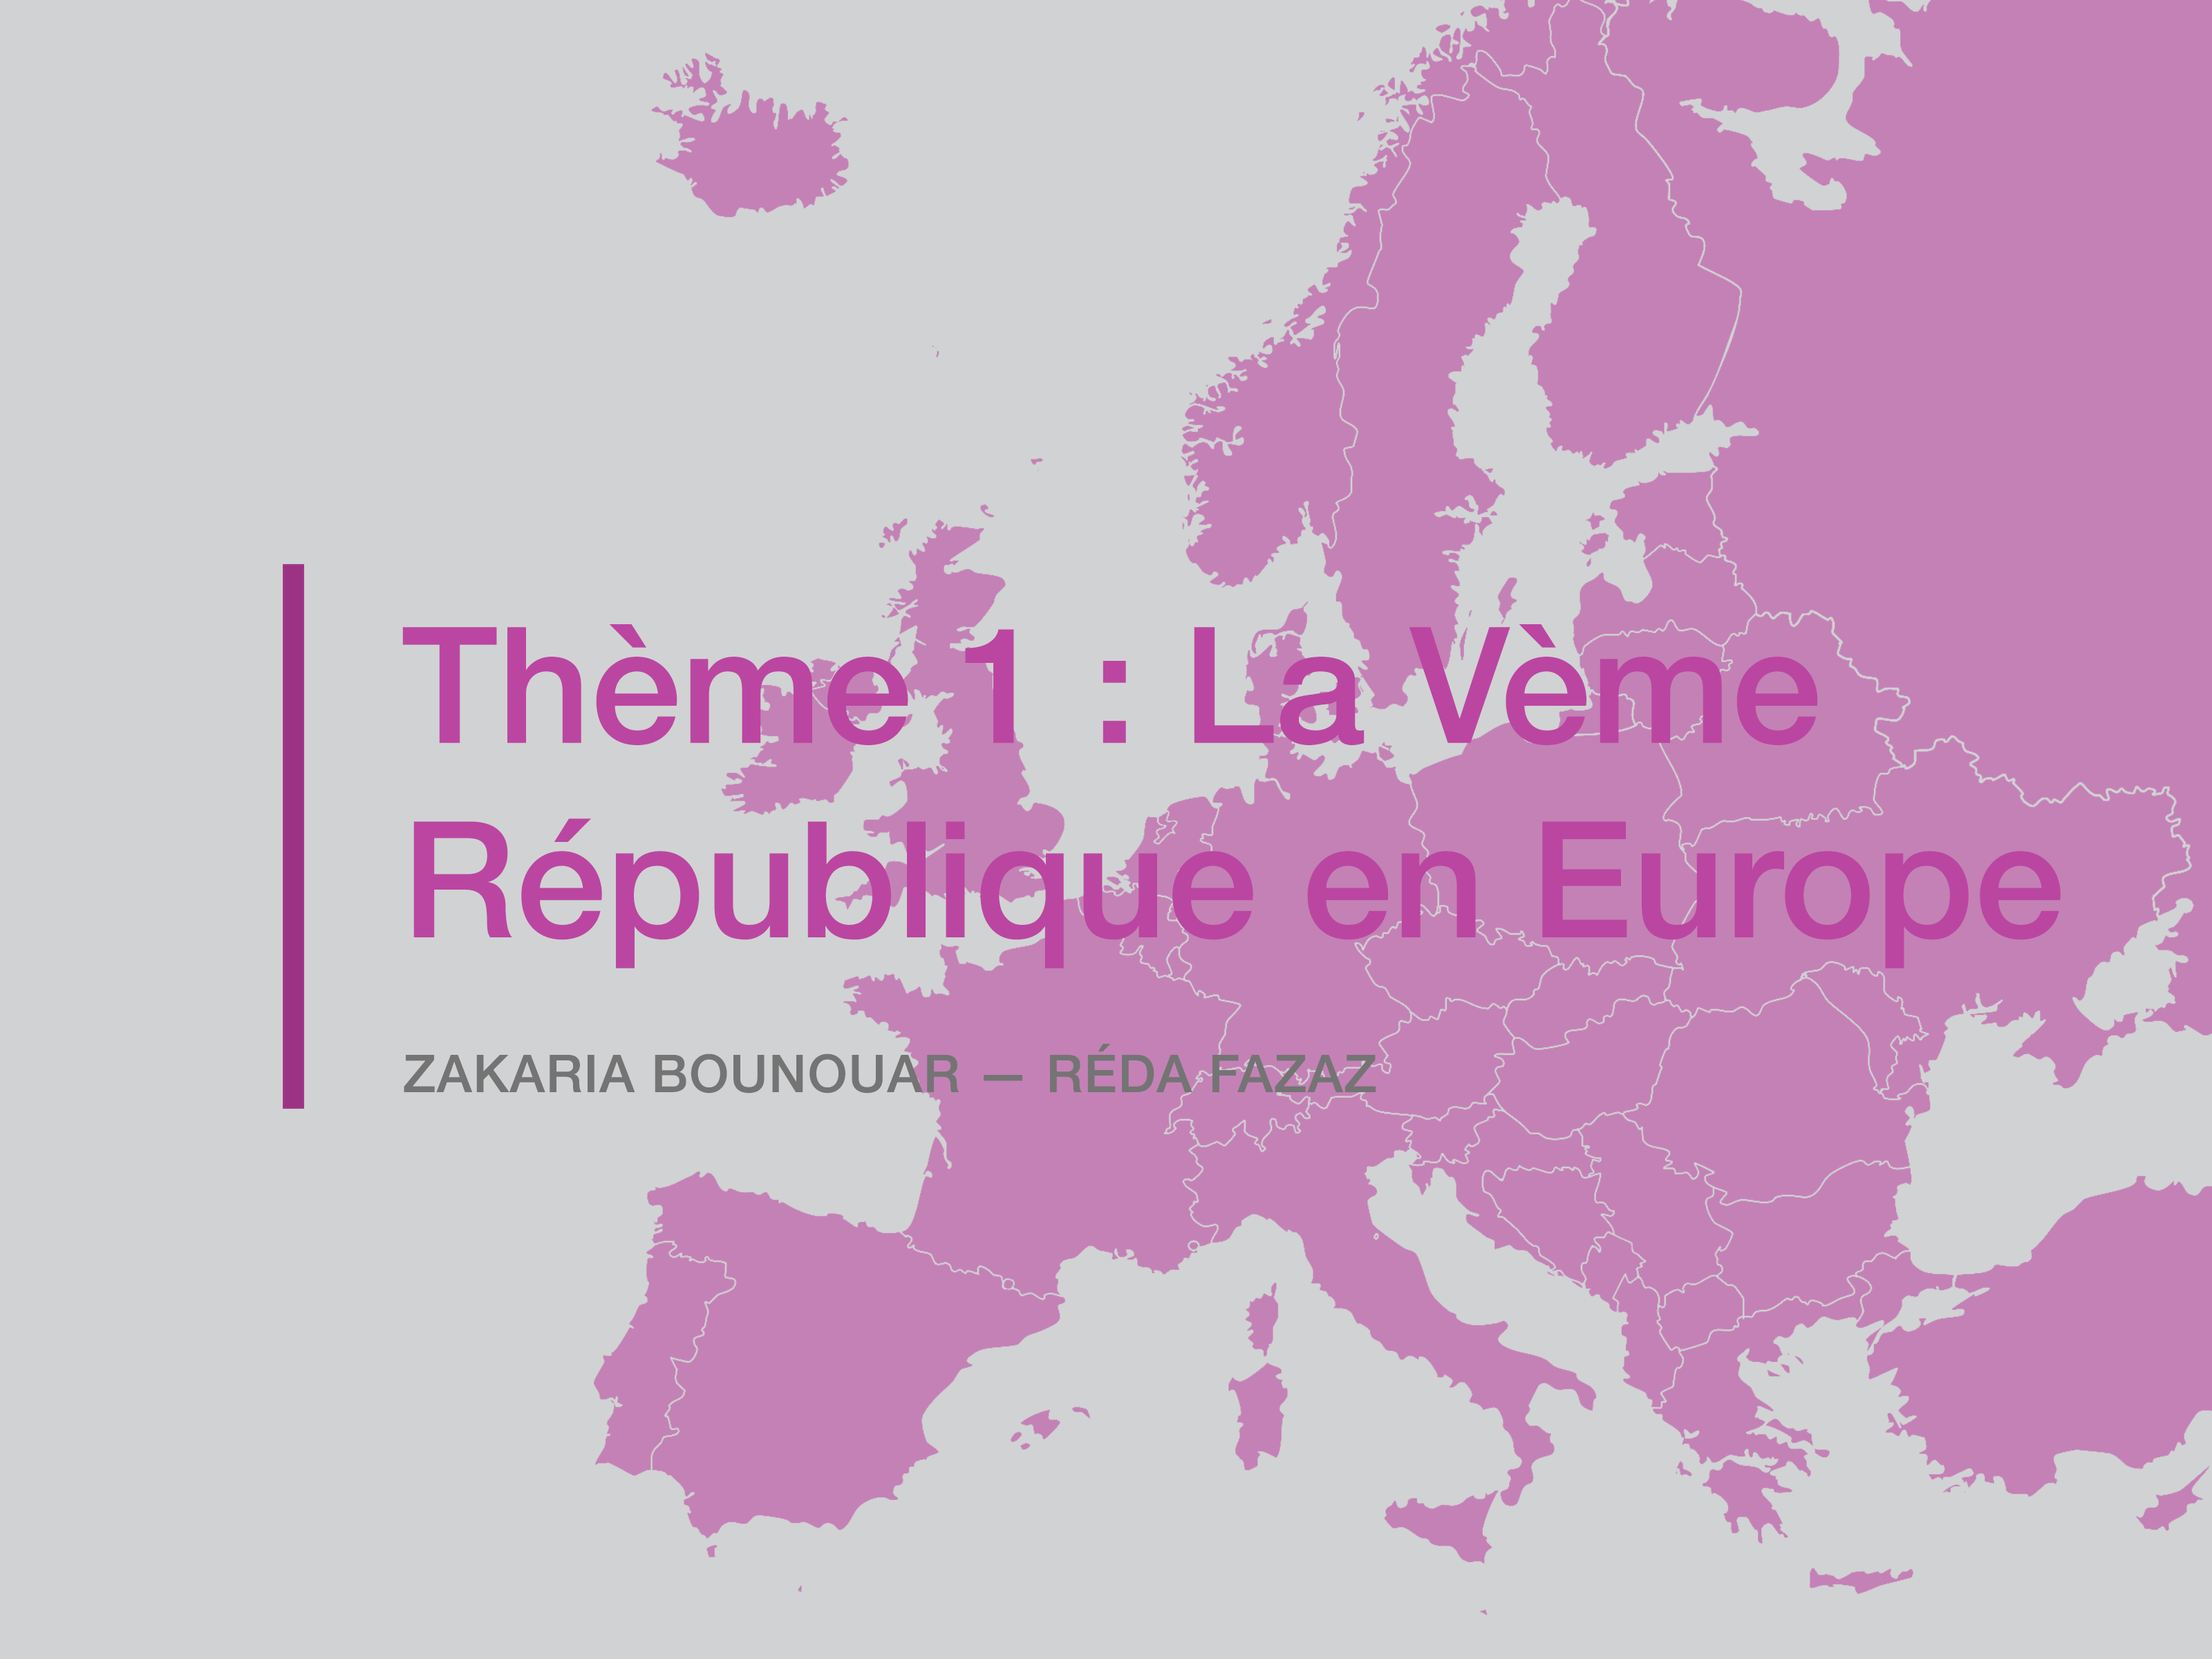 Thème 1 : La Vème
République en Europe
ZAKARIA BOUNOUAR — RÉDA FAZAZ